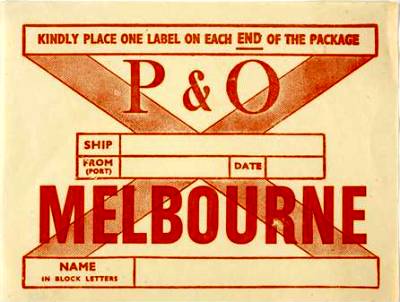 KINDLY PLACE ONE LABEL ON EACH END OF THE PACKAGE
P & O
SHIP
FROM DATE
(PORT)
MELBOURNE
NAME
IN BLOCK LETTERS